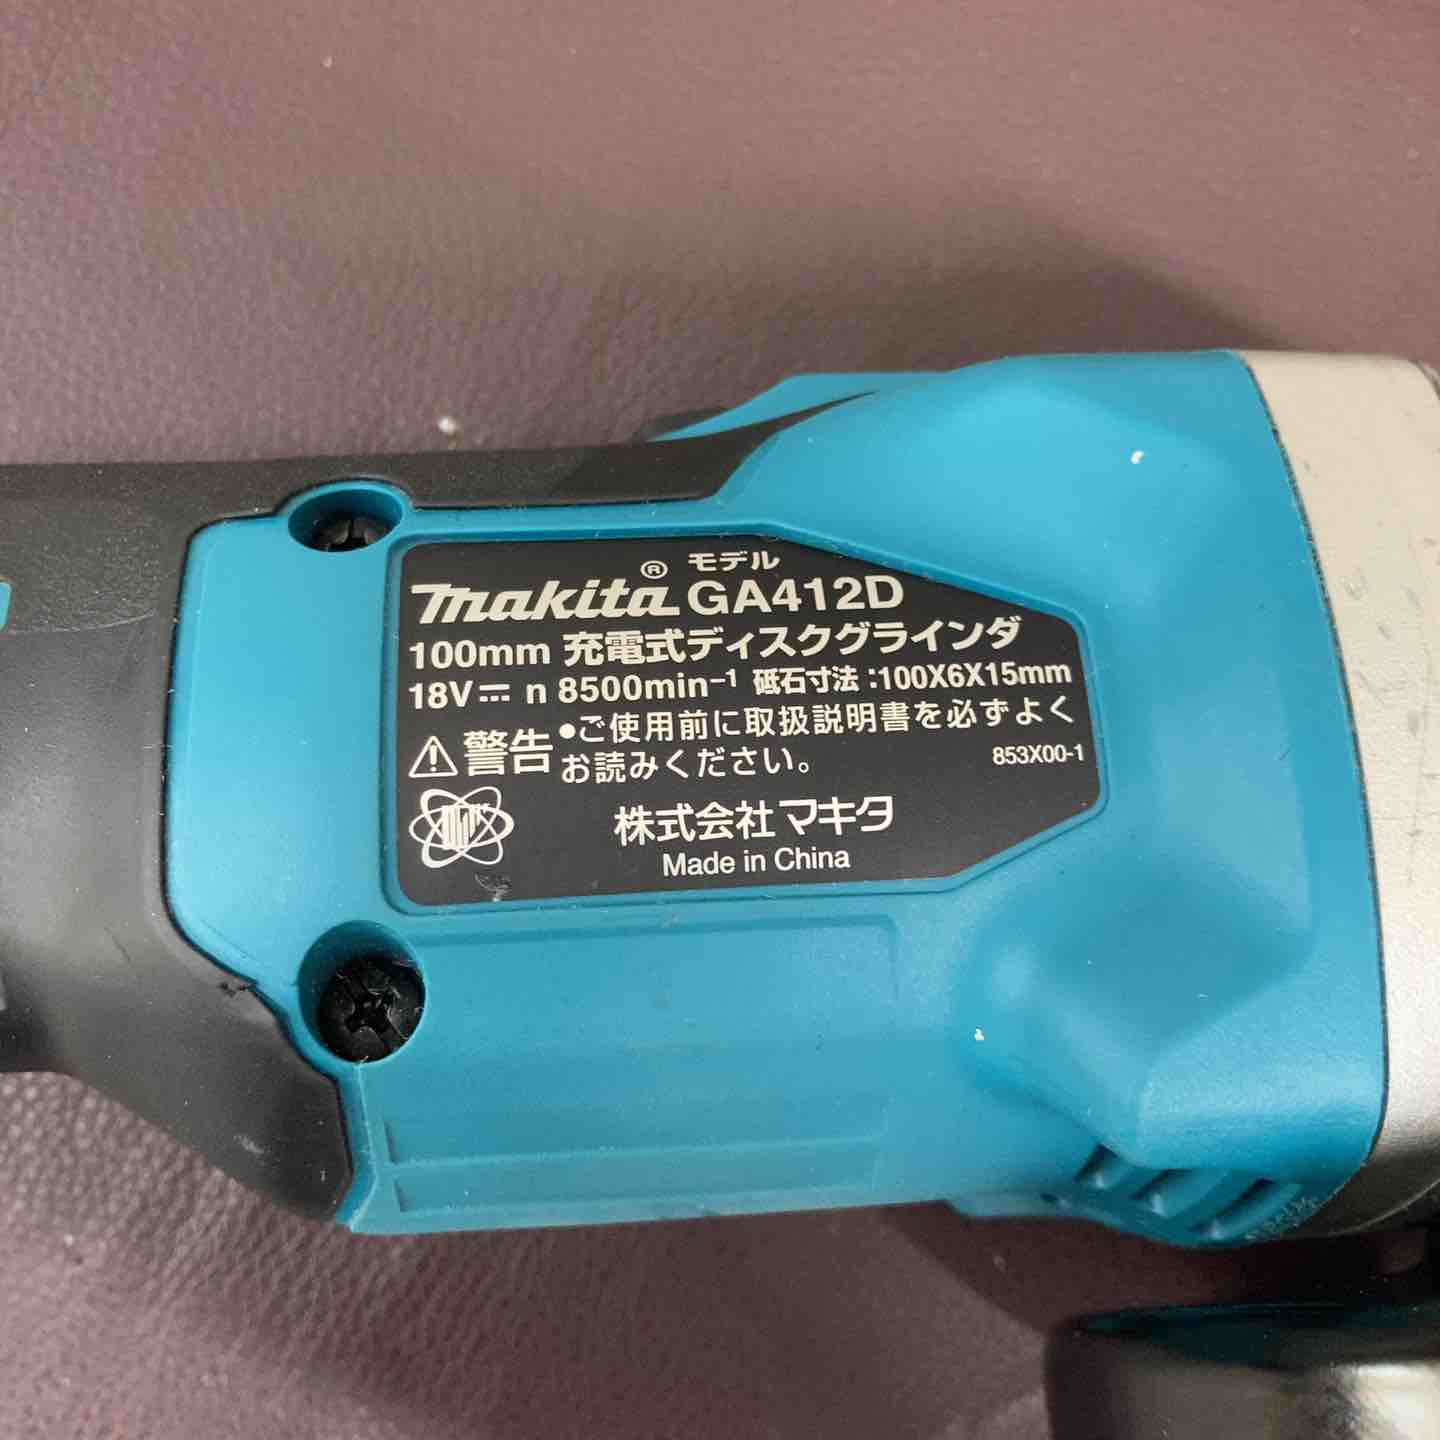 モデル
makita® GA412D
100mm 充電式ディスクグラインダ
18V⎓ n 8500min⁻¹ 砥石寸法:100X6X15mm
⚠警告 ●ご使用前に取扱説明書を必ずよく
お読みください。
853X00-1
株式会社マキタ
Made in China